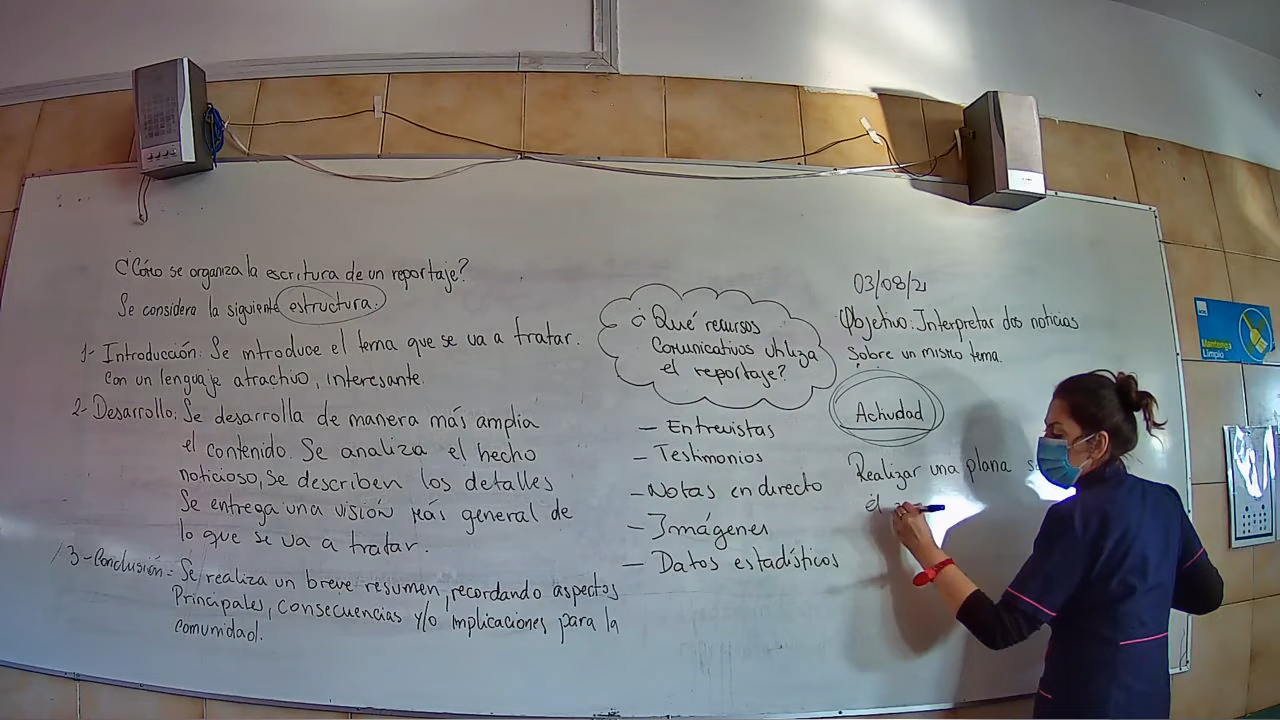 ¿Cómo se organiza la escritura de un reportaje?
Se considera la siguiente estructura.
1- Introducción: Se introduce el tema que se va a tratar.
con un lenguaje atractivo, interesante.
2- Desarrollo: Se desarrolla de manera más amplia
el contenido. Se analiza el hecho
noticioso, se describen los detalles
Se entrega una visión más general de
lo que se va a tratar.
3- Conclusión= Se realiza un breve resumen, recordando aspectos
Principales, consecuencias y/o implicaciones para la
comunidad.
¿Qué recursos
Comunicativos utiliza
el reportaje?
- Entrevistas
- Testimonios
- Notas en directo
- Imágenes
- Datos estadísticos
03/08/21
Objetivo: Interpretar dos noticias
sobre un mismo tema.
Actividad
Realizar una plana
él
Mantenga
Limpio